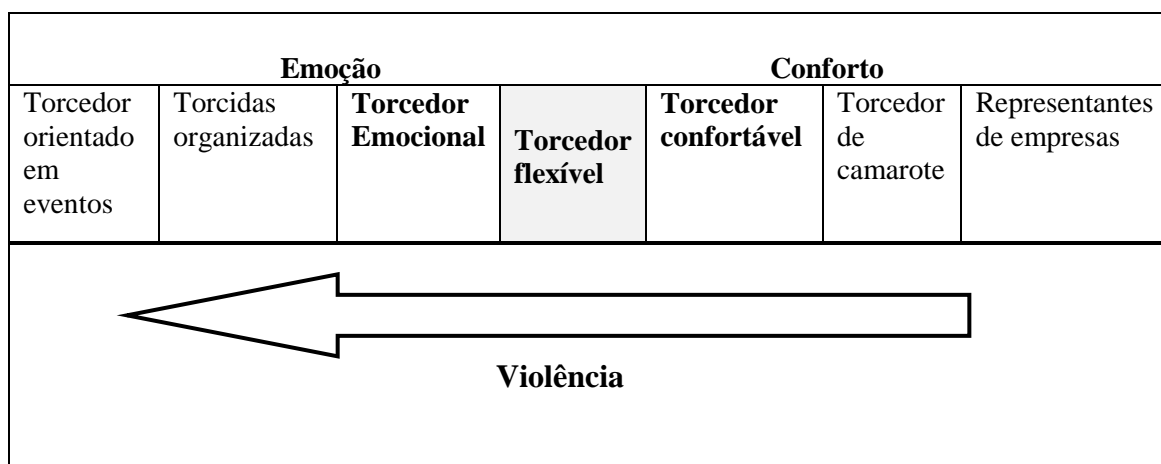 Emoção Conforto
Torcedor orientado em eventos
Torcidas organizadas
Torcedor Emocional
Torcedor flexível
Torcedor confortável
Torcedor de camarote
Representantes de empresas
Violência